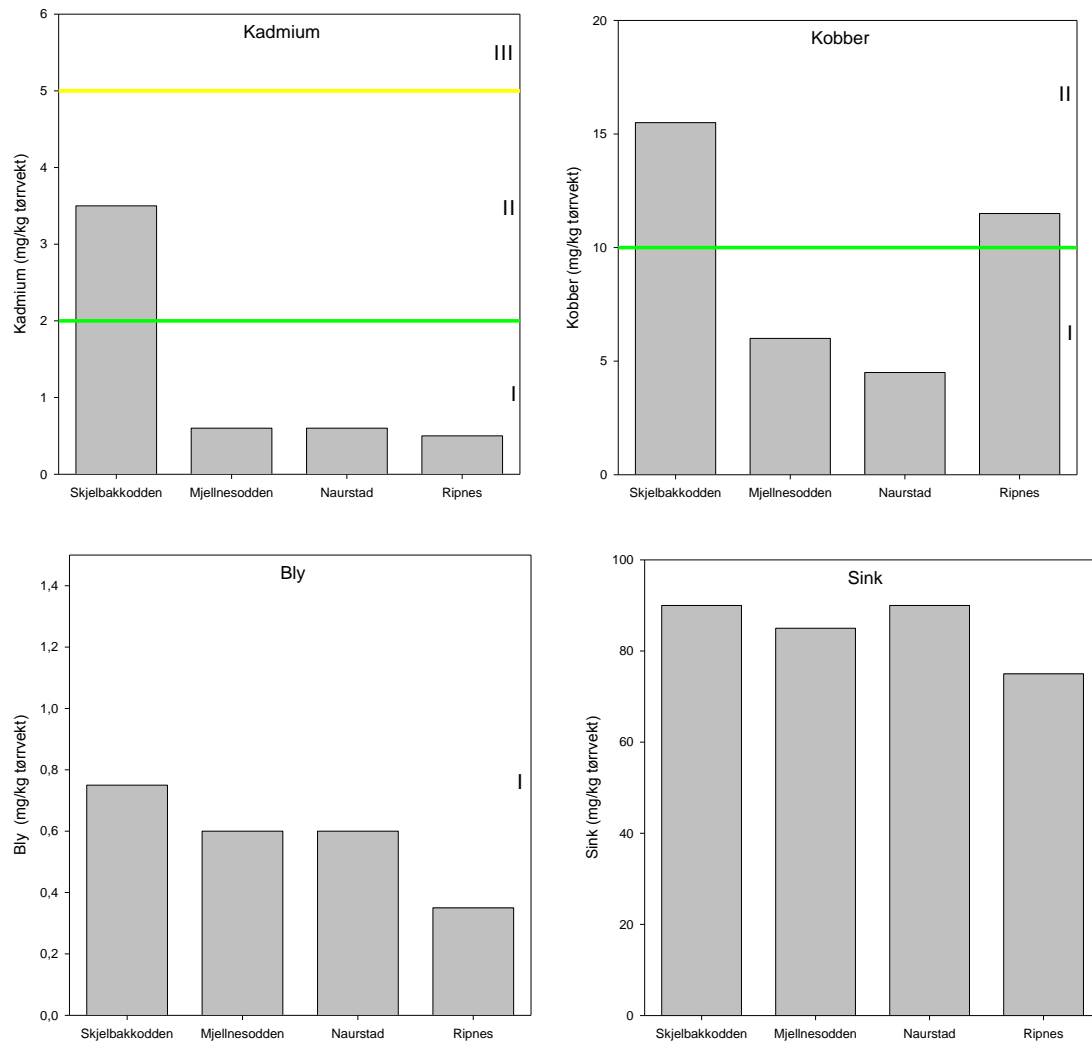 Kadmium
Kadmium (mg/kg tørrvekt)
6
5
4
3
2
1
0
III
II
I
Skjelbakkodden Mjellnesodden Naurstad Ripnes
Kobber
Kobber (mg/kg tørrvekt)
20
15
10
5
0
II
I
Skjelbakkodden Mjellnesodden Naurstad Ripnes
Bly
Bly (mg/kg tørrvekt)
1,4
1,2
1,0
0,8
0,6
0,4
0,2
0,0
I
Skjelbakkodden Mjellnesodden Naurstad Ripnes
Sink
Sink (mg/kg tørrvekt)
100
80
60
40
20
0
Skjelbakkodden Mjellnesodden Naurstad Ripnes